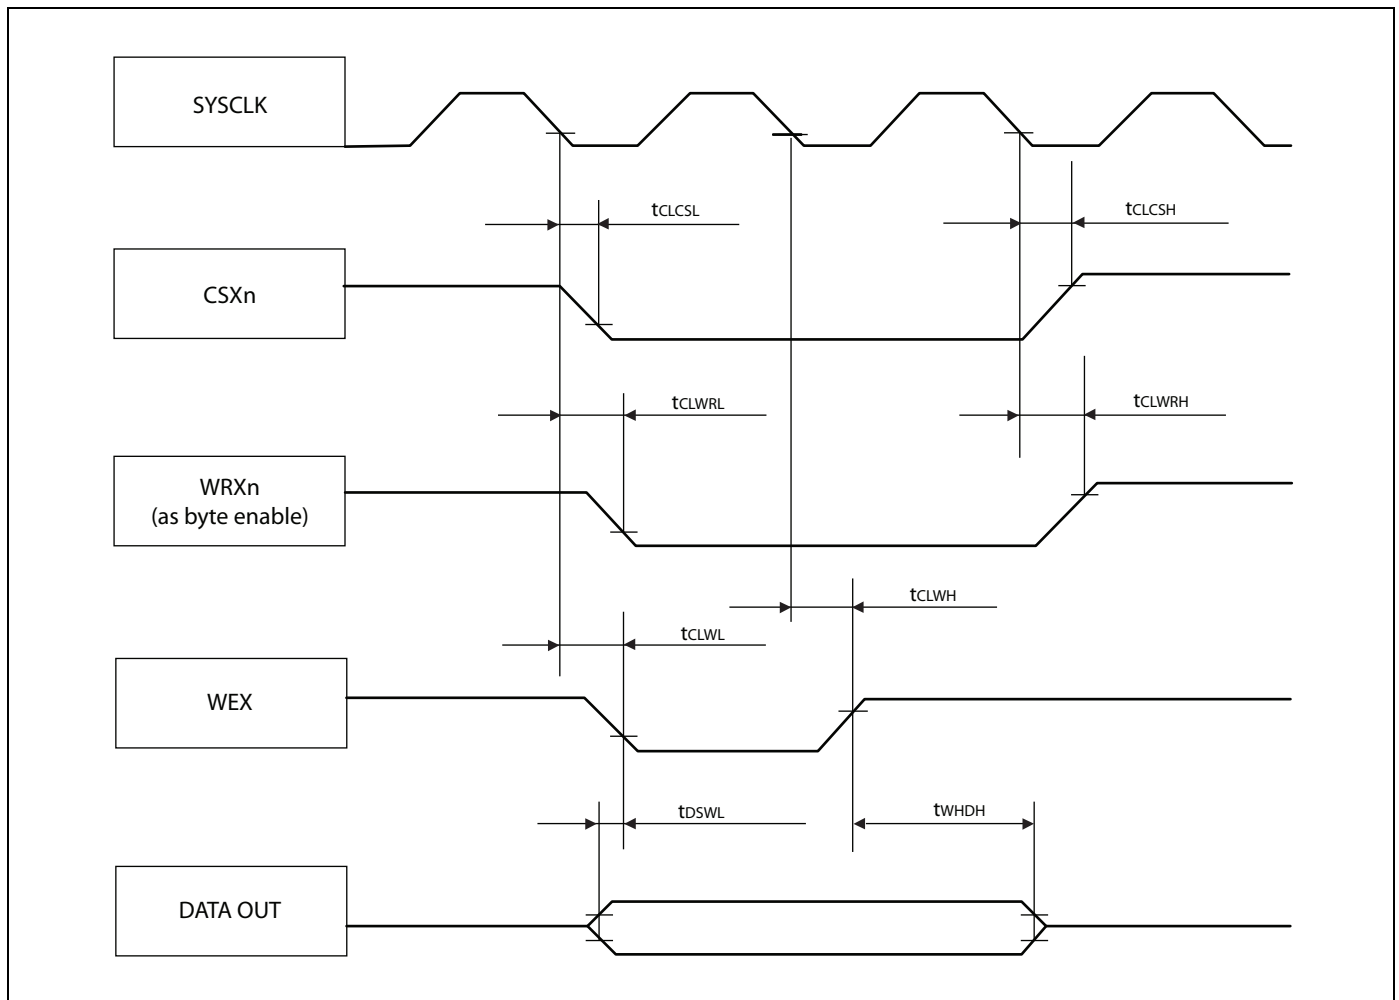 SYSCLK
tCLCSL
tCLCSH
CSXn
tCLWRL
tCLWRH
WRXn
(as byte enable)
tCLWH
tCLWL
WEX
tDSWL
tWHDH
DATA OUT